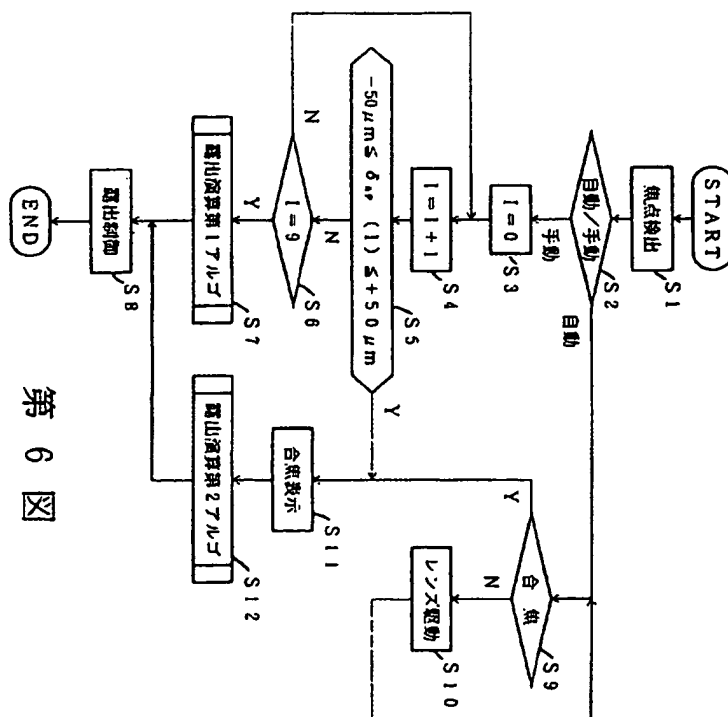 START
焦点検出
S1
自動/手動
S2
手動
自動
I=0
S3
I=I+1
S4
-50μm≤ δAF (I) ≤+50μm
S5
Y
N
I=9
S6
N
Y
露出演算第1アルゴ
S7
露出制御
S8
END
合焦
S9
Y
N
レンズ駆動
S10
合焦表示
S11
露出演算第2アルゴ
S12
第6図